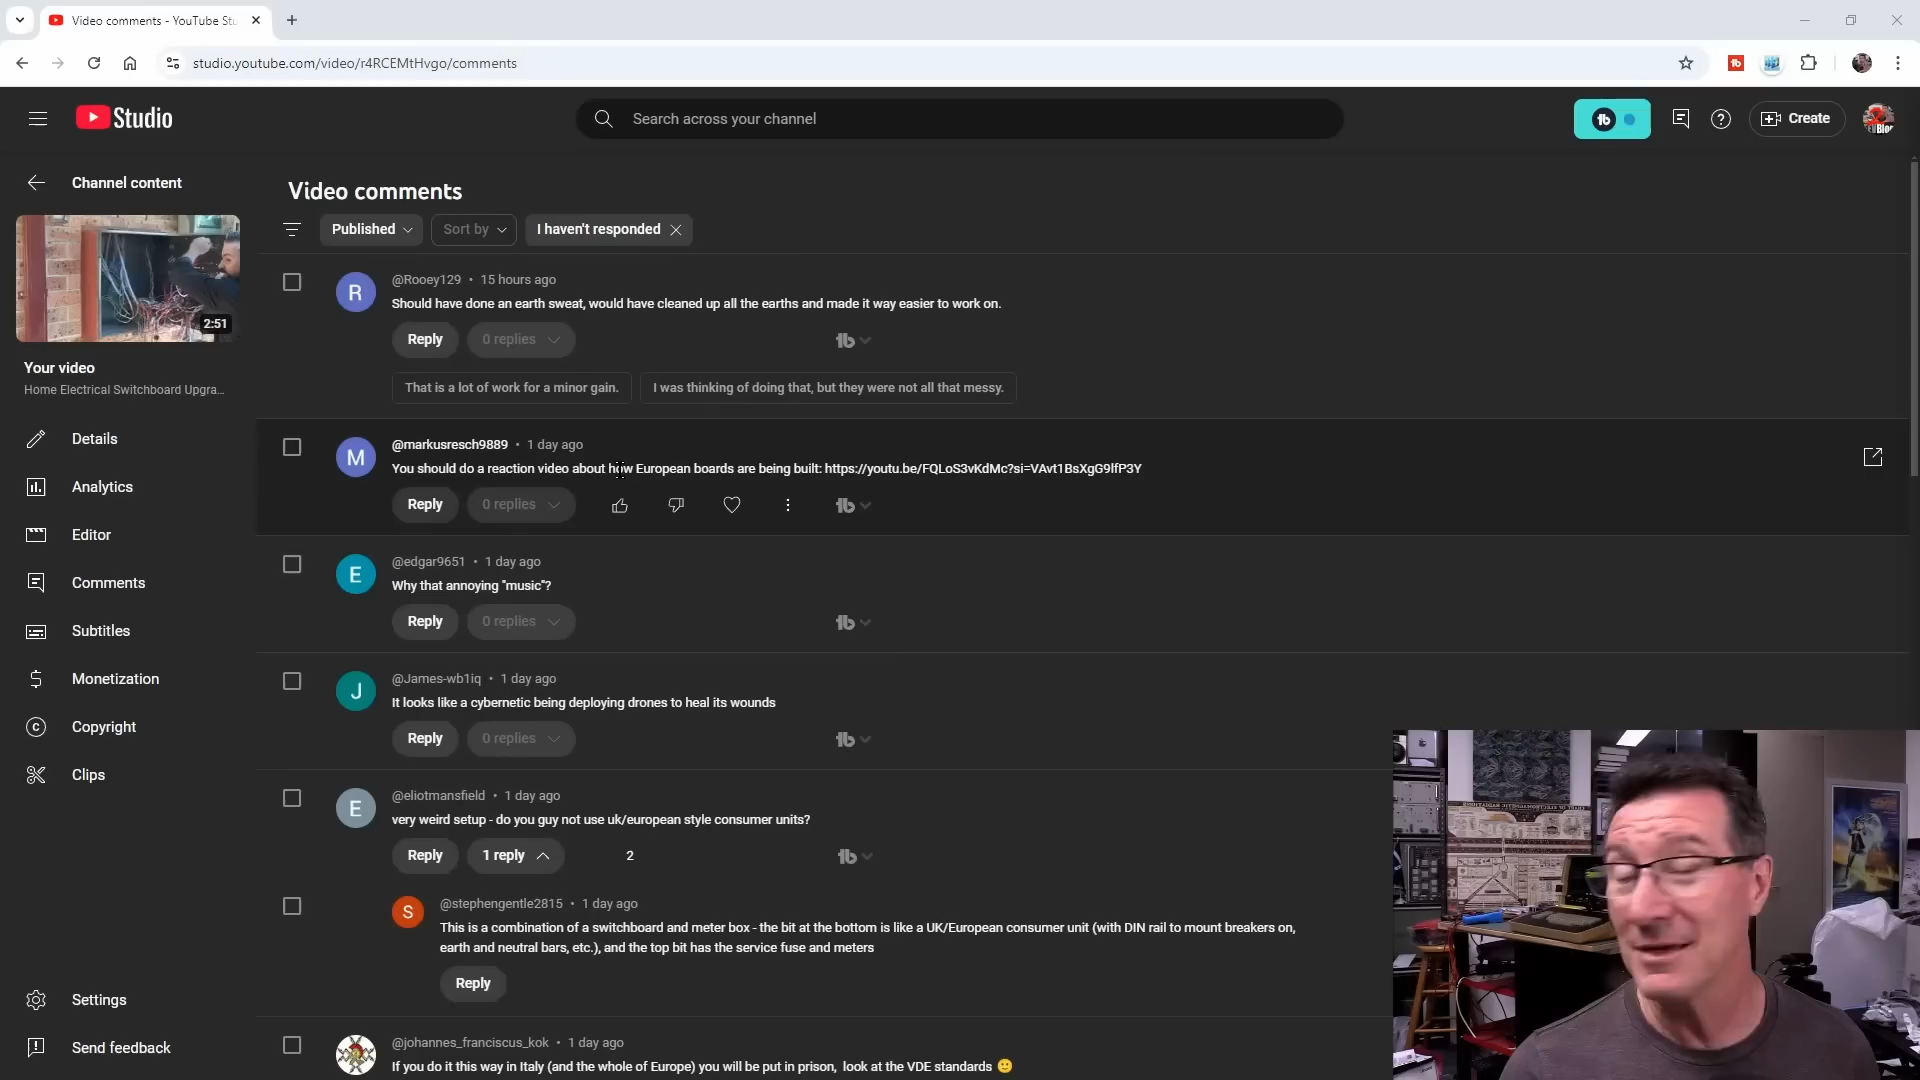 Video comments - YouTube Stu
studio.youtube.com/video/r4RCEMtHvgo/comments
Studio
Search across your channel
Create
Channel content
2:51
Your video
Home Electrical Switchboard Upgra...
Details
Analytics
Editor
Comments
Subtitles
Monetization
Copyright
Clips
Settings
Send feedback
Video comments
Published
Sort by
I haven't responded
R
@Rooey129 • 15 hours ago
Should have done an earth sweat, would have cleaned up all the earths and made it way easier to work on.
Reply 0 replies
That is a lot of work for a minor gain. I was thinking of doing that, but they were not all that messy.
M
@markusresch9889 • 1 day ago
You should do a reaction video about how European boards are being built: https://youtu.be/FQLoS3vKdMc?si=VAvt1BsXgG9lfP3Y
Reply 0 replies
E
@edgar9651 • 1 day ago
Why that annoying "music"?
Reply 0 replies
J
@James-wb1iq • 1 day ago
It looks like a cybernetic being deploying drones to heal its wounds
Reply 0 replies
E
@eliotmansfield • 1 day ago
very weird setup - do you guy not use uk/european style consumer units?
Reply 1 reply 2
S
@stephengentle2815 • 1 day ago
This is a combination of a switchboard and meter box - the bit at the bottom is like a UK/European consumer unit (with DIN rail to mount breakers on,
earth and neutral bars, etc.), and the top bit has the service fuse and meters
Reply
@johannes_franciscus_kok • 1 day ago
If you do it this way in Italy (and the whole of Europe) you will be put in prison, look at the VDE standards 🙂